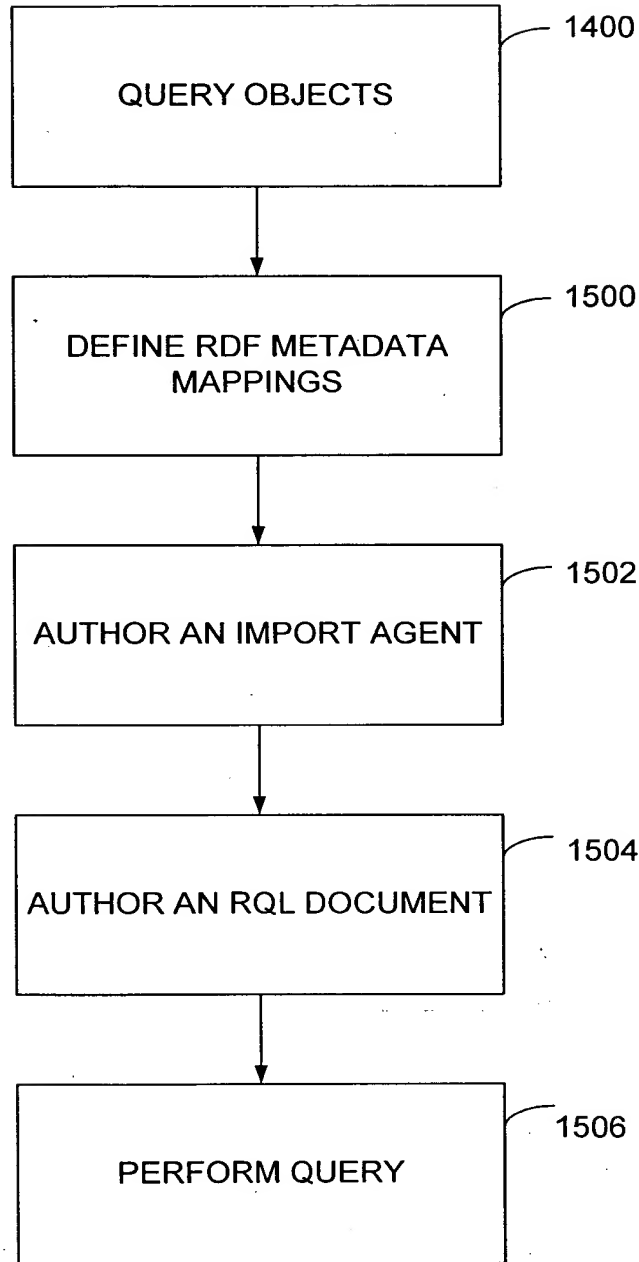 1400
QUERY OBJECTS
1500
DEFINE RDF METADATA
MAPPINGS
1502
AUTHOR AN IMPORT AGENT
1504
AUTHOR AN RQL DOCUMENT
1506
PERFORM QUERY